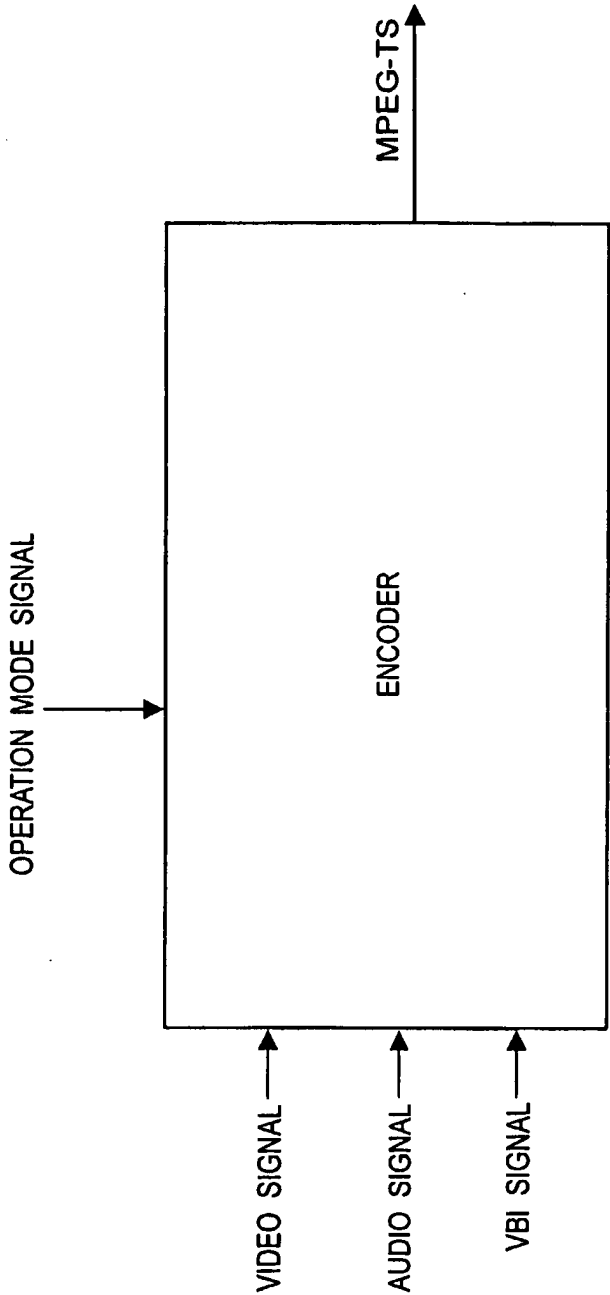 OPERATION MODE SIGNAL
VIDEO SIGNAL
AUDIO SIGNAL
VBI SIGNAL
ENCODER
MPEG-TS